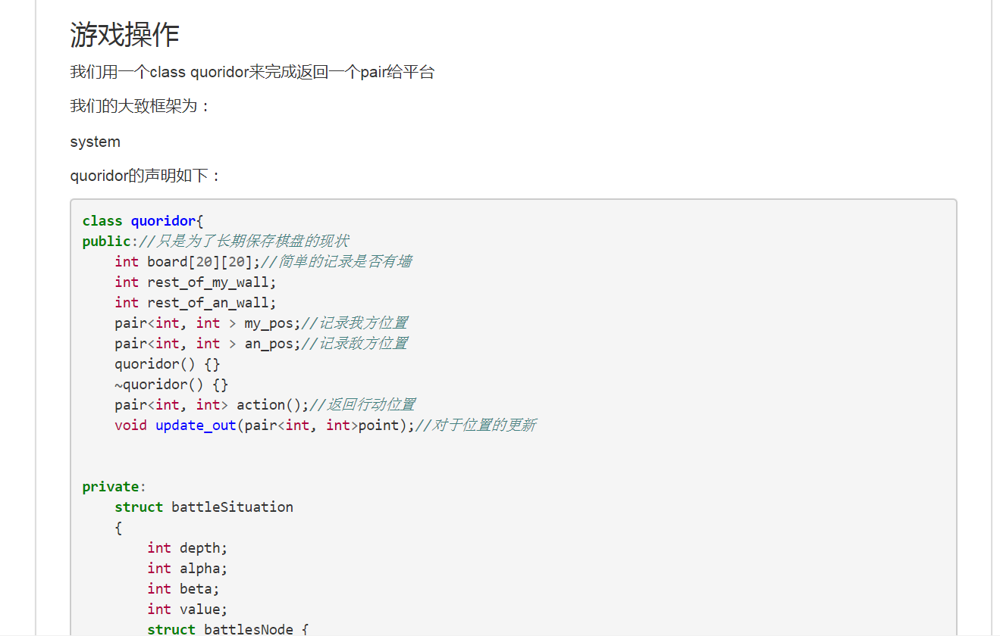 游戏操作
我们用一个class quoridor来完成返回一个pair给平台
我们的大致框架为：
system
quoridor的声明如下：
class quoridor{
public://只是为了长期保存棋盘的现状
    int board[20][20];//简单的记录是否有墙
    int rest_of_my_wall;
    int rest_of_an_wall;
    pair<int, int > my_pos;//记录我方位置
    pair<int, int > an_pos;//记录敌方位置
    quoridor() {}
    ~quoridor() {}
    pair<int, int> action();//返回行动位置
    void update_out(pair<int, int>point);//对于位置的更新
private:
    struct battleSituation
    {
        int depth;
        int alpha;
        int beta;
        int value;
        struct battlesNode {